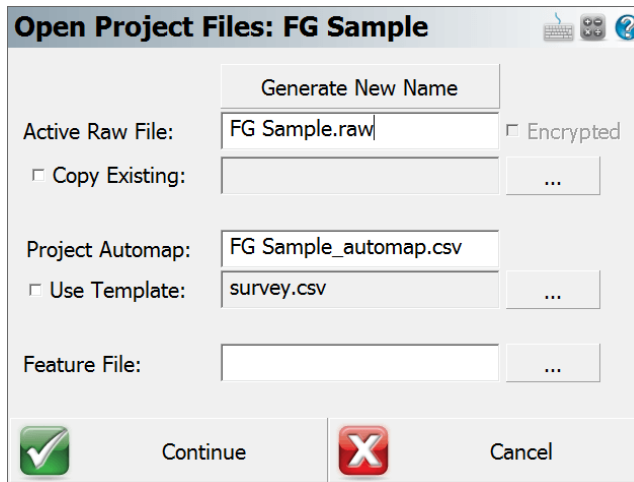 Open Project Files: FG Sample
Generate New Name
Active Raw File: FG Sample.raw Encrypted
Copy Existing: ...
Project Automap: FG Sample_automap.csv
Use Template: survey.csv ...
Feature File: ...
Continue Cancel